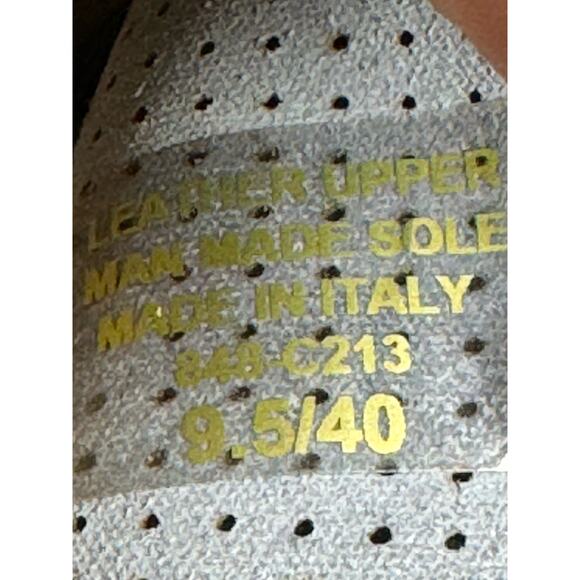 LEATHER UPPER
MAN MADE SOLE
MADE IN ITALY
848-C213
9.5/40